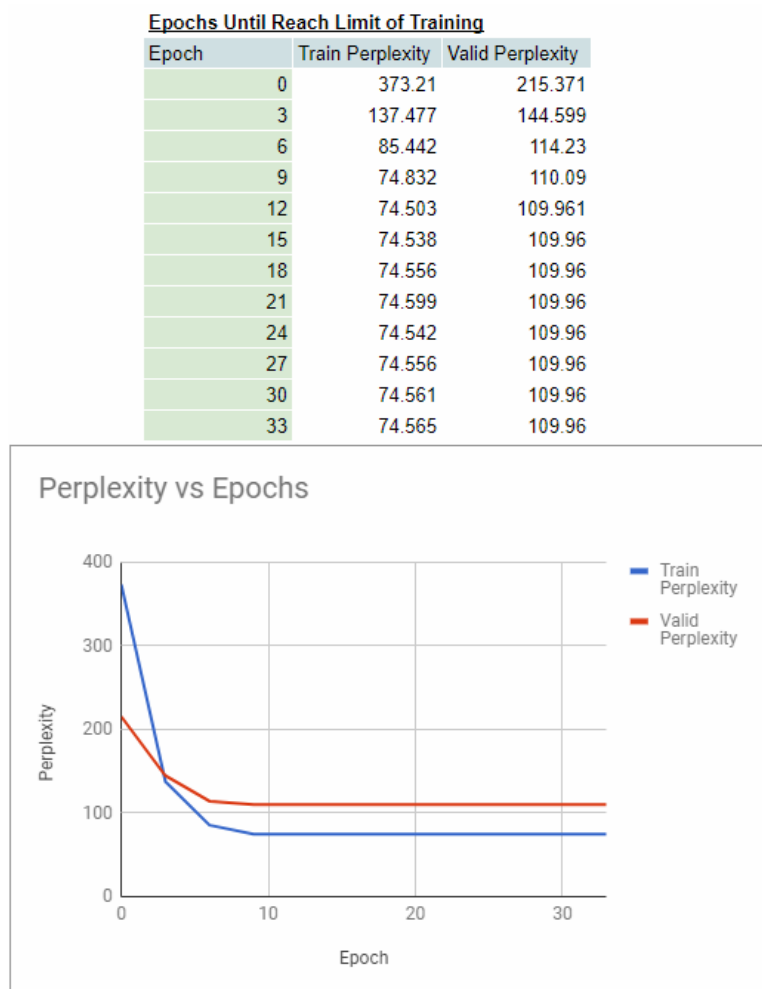 Epochs Until Reach Limit of Training
Epoch Train Perplexity Valid Perplexity
0 373.21 215.371
3 137.477 144.599
6 85.442 114.23
9 74.832 110.09
12 74.503 109.961
15 74.538 109.96
18 74.556 109.96
21 74.599 109.96
24 74.542 109.96
27 74.556 109.96
30 74.561 109.96
33 74.565 109.96
Perplexity vs Epochs
400
300
200
100
0
Perplexity
0 10 20 30
Epoch
Train
Perplexity
Valid
Perplexity